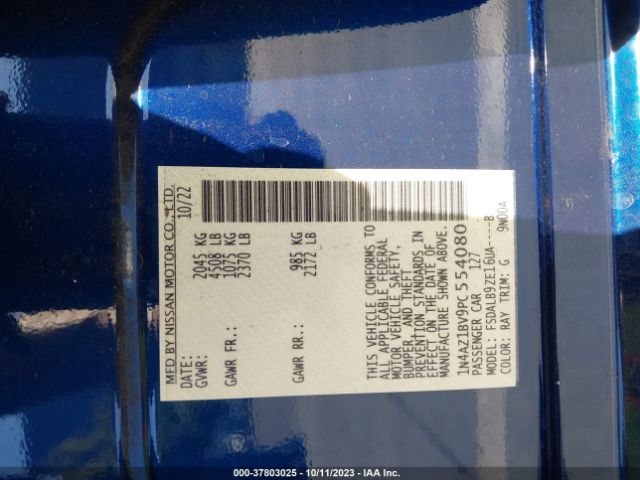 MFD BY NISSAN MOTOR CO., LTD.
DATE: 10/22
GVWR: 2045 KG
4508 LB
GAWR FR.: 1075 KG
2370 LB
GAWR RR.: 985 KG
2172 LB
THIS VEHICLE CONFORMS TO
ALL APPLICABLE FEDERAL
MOTOR VEHICLE SAFETY,
BUMPER, AND THEFT
PREVENTION STANDARDS IN
EFFECT ON THE DATE OF
MANUFACTURE SHOWN ABOVE.
1N4AZ1BV9PC554080
PASSENGER CAR 127
MODEL: FSDALB9ZE16UA-----B
COLOR: RAY TRIM: G 9N00A
000-37803025 - 10/11/2023 - IAA Inc.